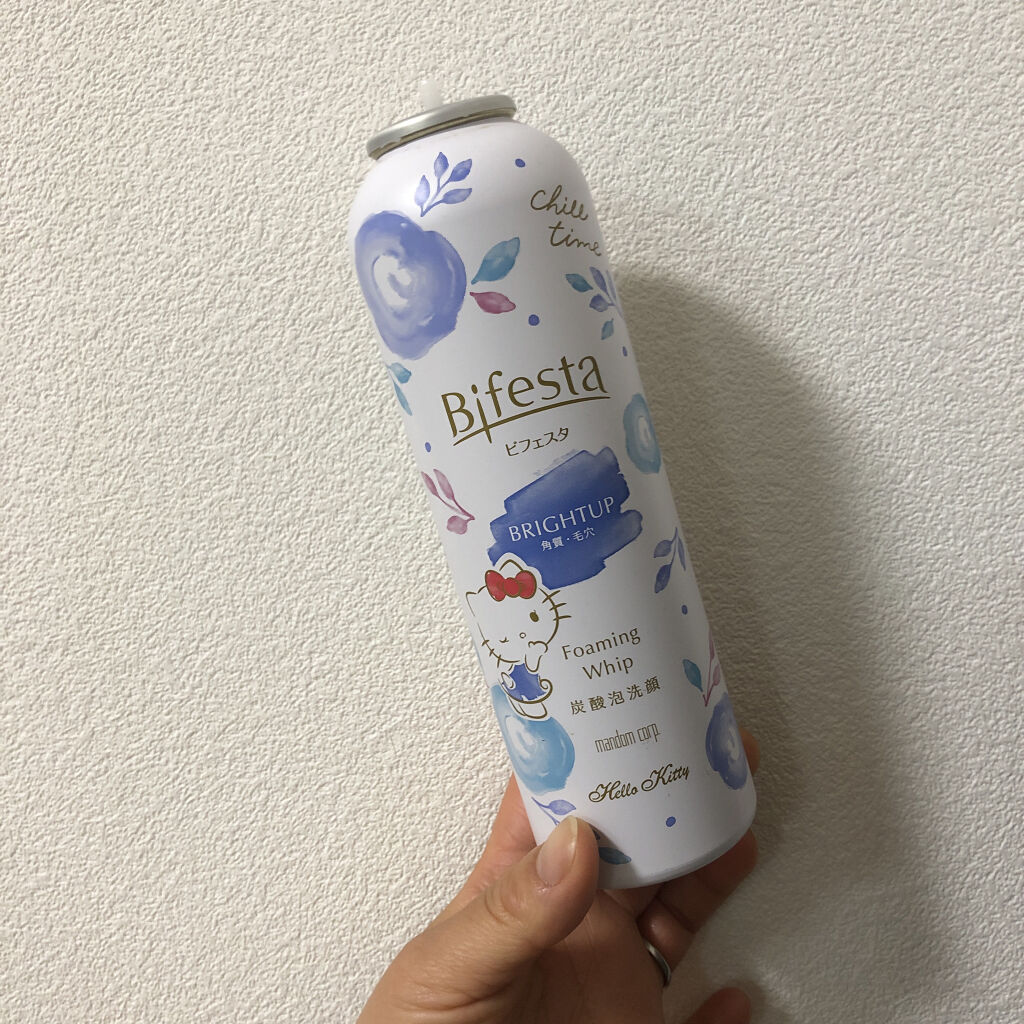 Chill
time
Bifesta
ビフェスタ
BRIGHTUP
角質・毛穴
Foaming
Whip
炭酸泡洗顔
mandom corp.
Hello Kitty